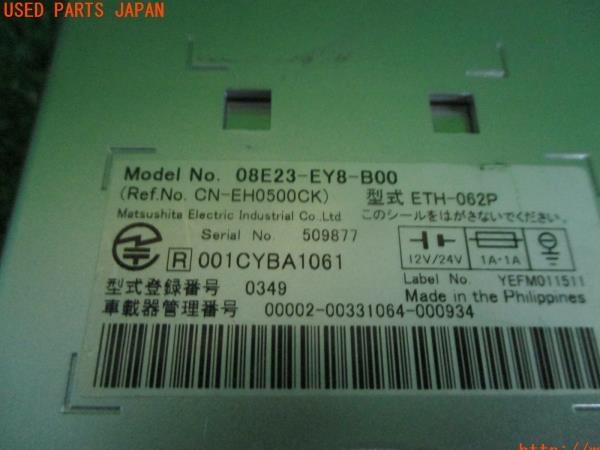 USED PARTS JAPAN
Model No. 08E23-EY8-B00
(Ref.No. CN-EH0500CK) 型式 ETH-062P
Matsushita Electric Industrial Co.,Ltd このシールをはがさないでください。
Serial No. 509877
R 001CYBA1061
12V/24V 1A・1A
型式登録番号 0349
Label No. YEFM011511
Made in the Philippines
車載器管理番号 00002-00331064-000934